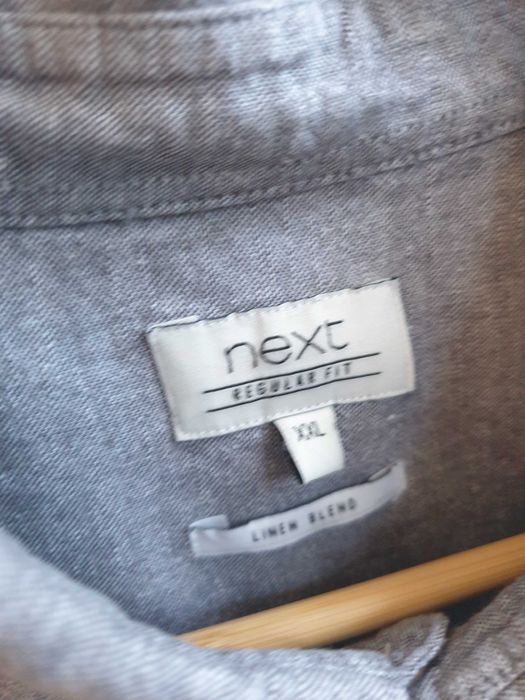 next
REGULAR FIT
XXL
LINEN BLEND